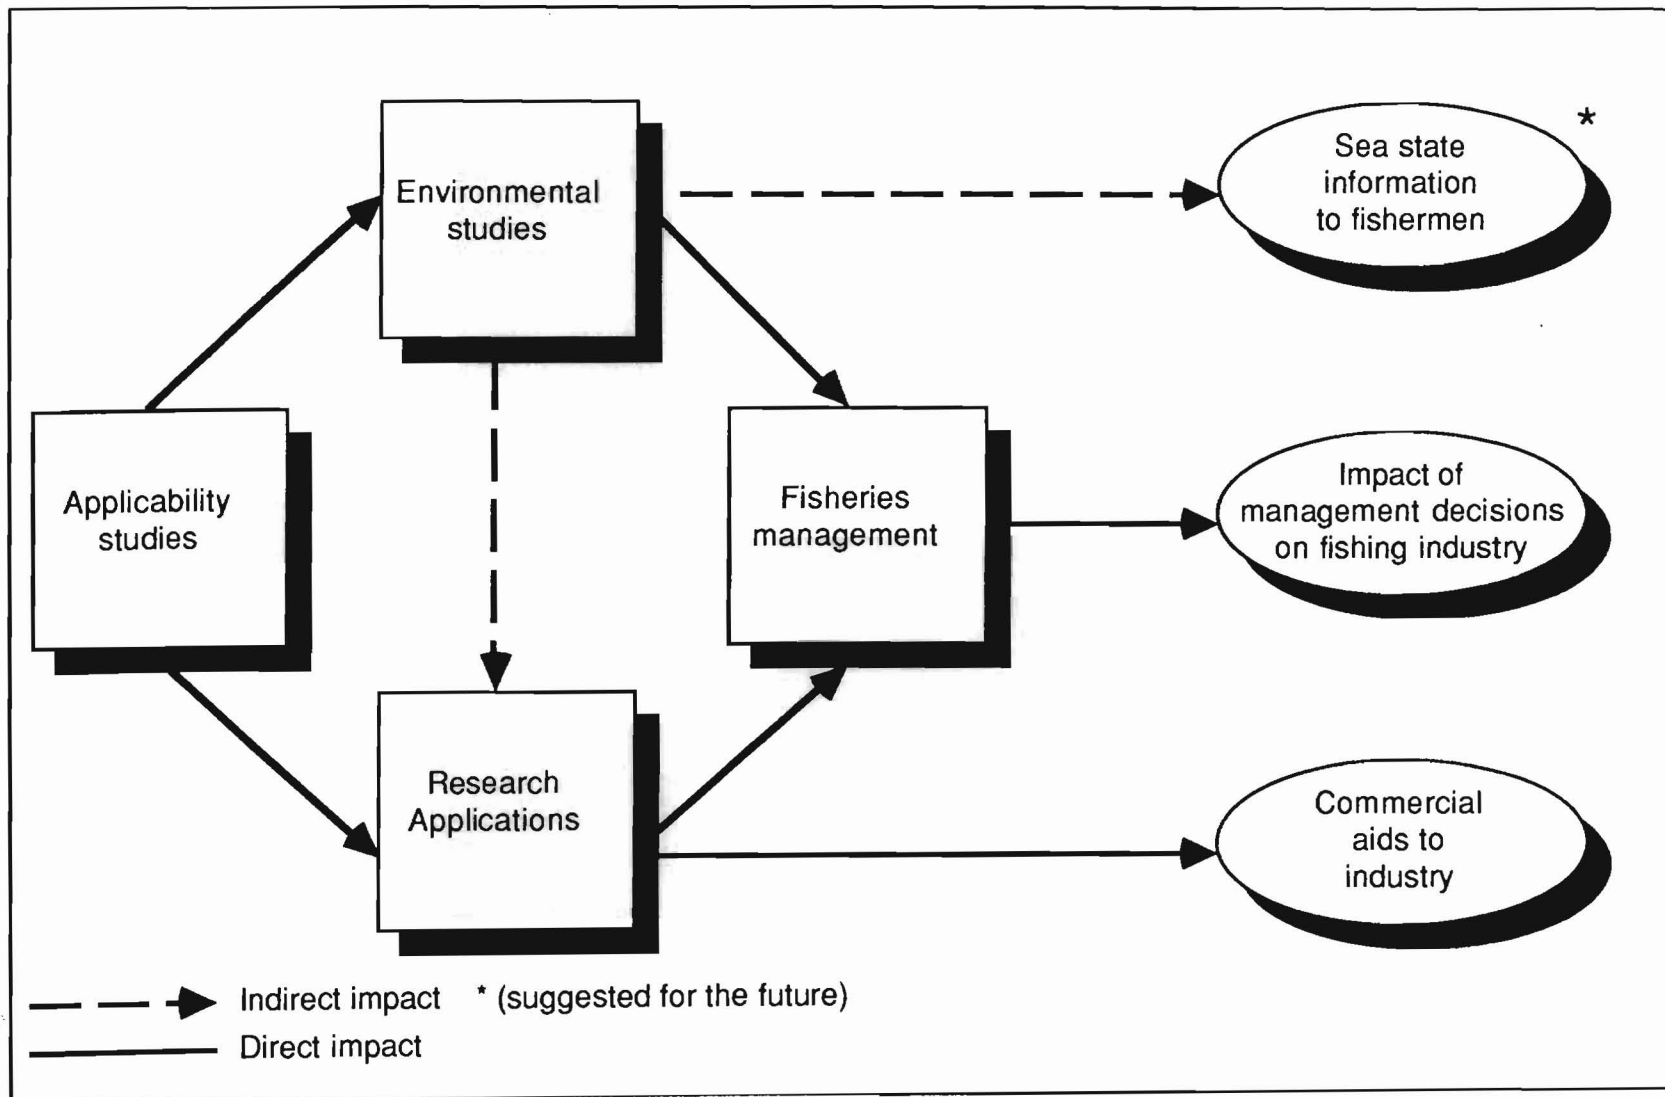 Environmental
studies
Sea state
information
to fishermen
*
Applicability
studies
Fisheries
management
Impact of
management decisions
on fishing industry
Research
Applications
Commercial
aids to
industry
Indirect impact * (suggested for the future)
Direct impact